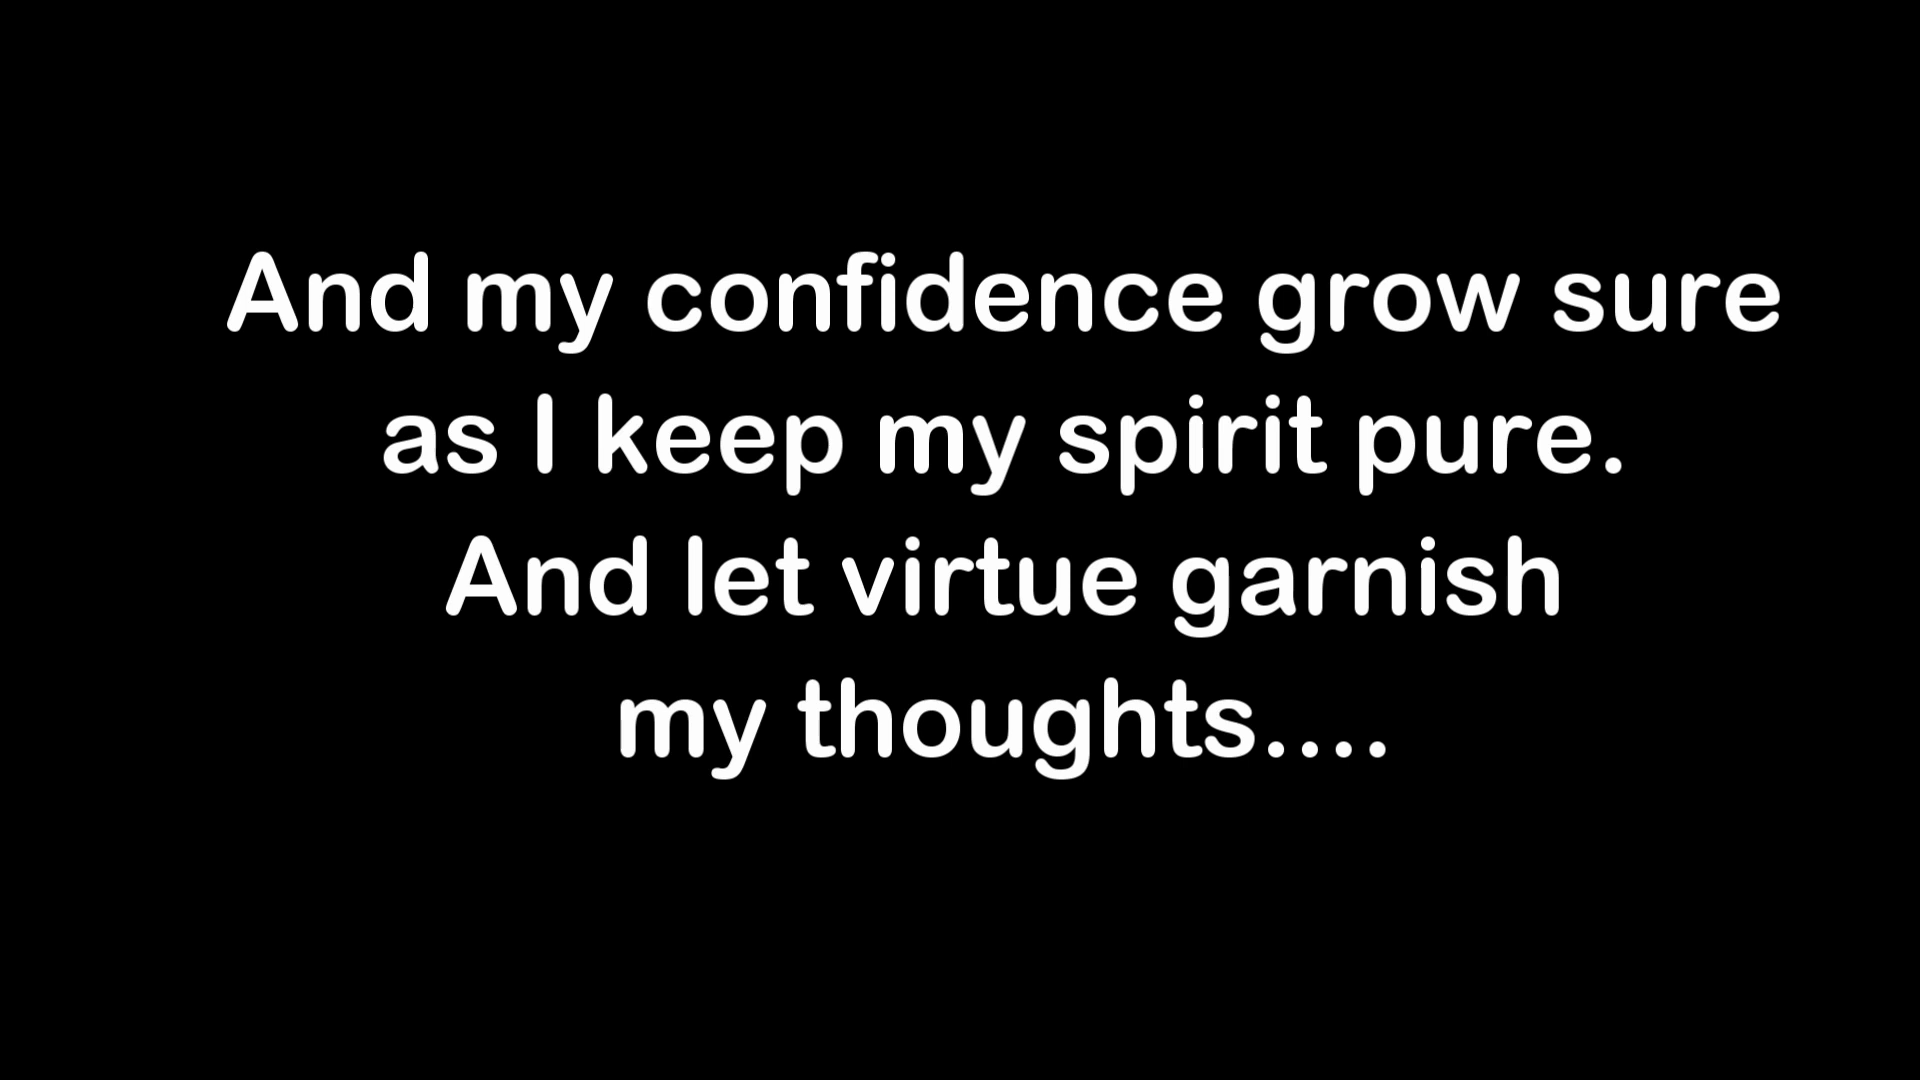 And my confidence grow sure
as I keep my spirit pure.
And let virtue garnish
my thoughts....